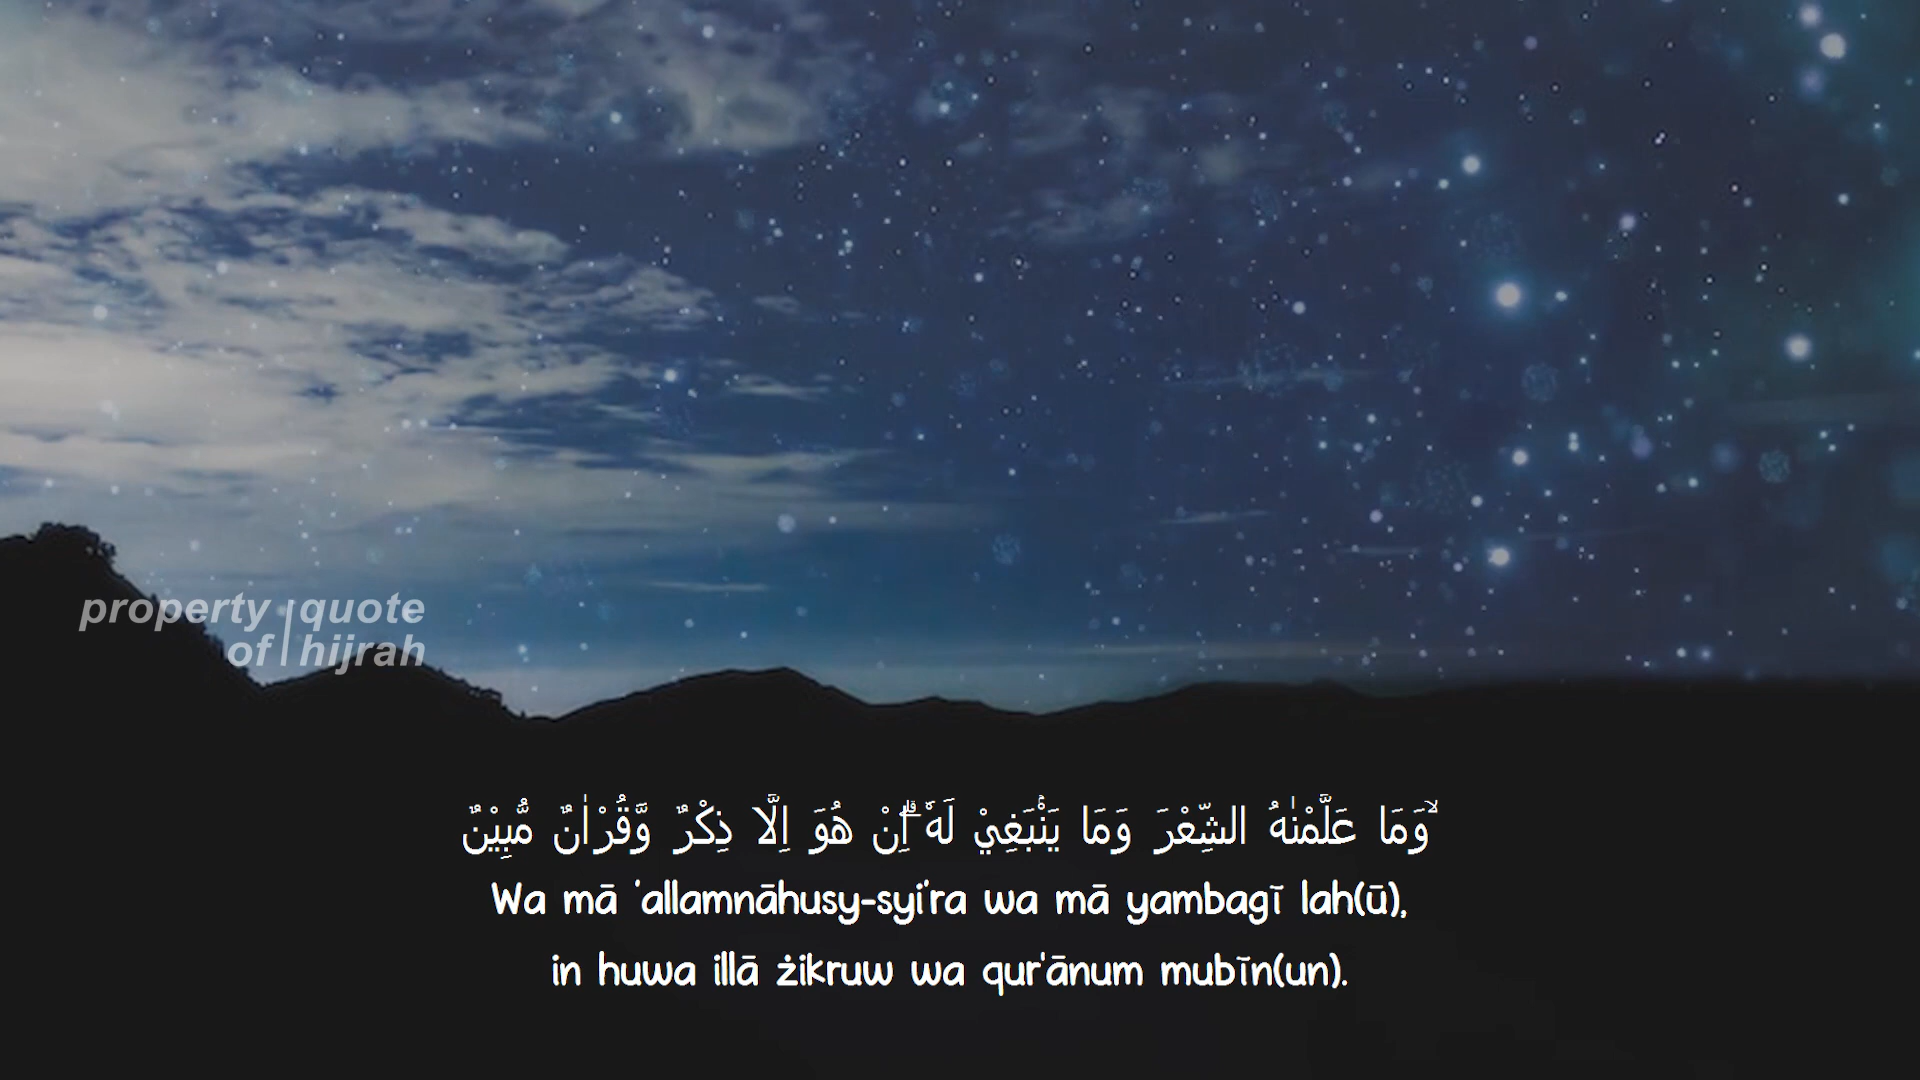 property quote
of hijrah
وَمَا عَلَّمْنٰهُ الشِّعْرَ وَمَا يَنْۢبَغِيْ لَهٗ ۗاِنْ هُوَ اِلَّا ذِكْرٌ وَّقُرْاٰنٌ مُّبِيْنٌ ۙ
Wa mā ‘allamnāhusy-syi‘ra wa mā yambagī lah(ū),
in huwa illā żikruw wa qur'ānum mubīn(un).